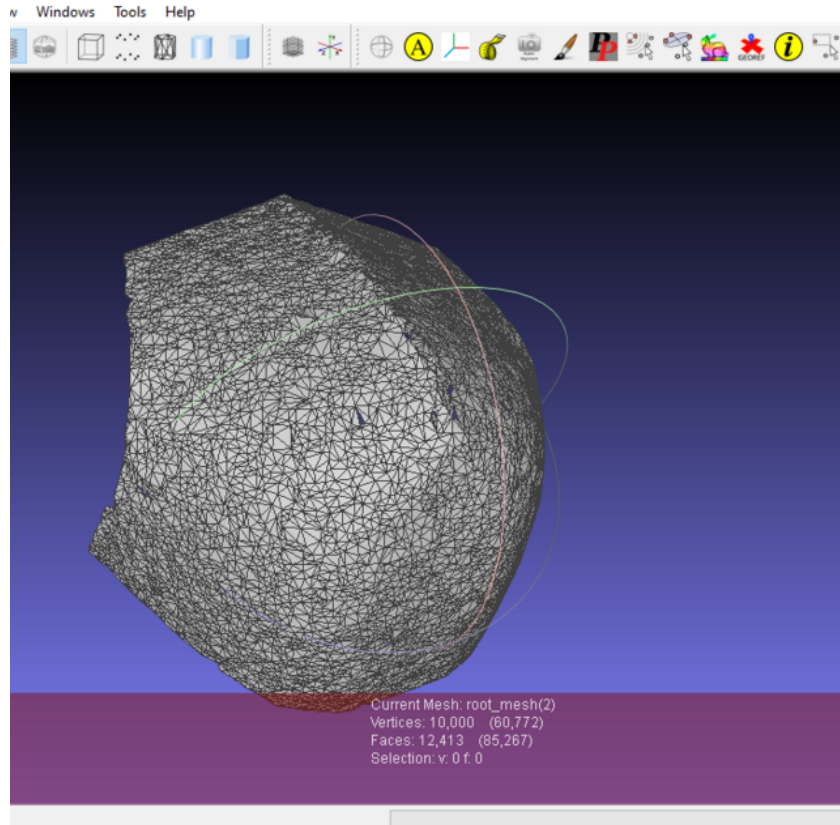 w Windows Tools Help
A PP GEOREF i
Current Mesh: root_mesh(2)
Vertices: 10,000 (60,772)
Faces: 12,413 (85,267)
Selection: v: 0 f: 0